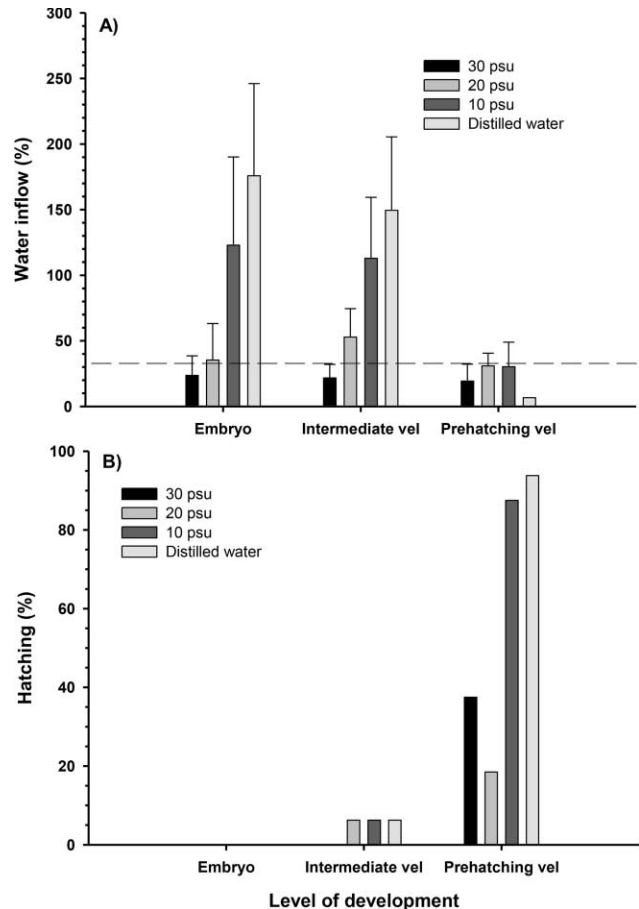 A)
30 psu
20 psu
10 psu
Distilled water
Water inflow (%)
300
250
200
150
100
50
0
Embryo Intermediate vel Prehatching vel
B)
30 psu
20 psu
10 psu
Distilled water
Hatching (%)
100
80
60
40
20
0
Embryo Intermediate vel Prehatching vel
Level of development